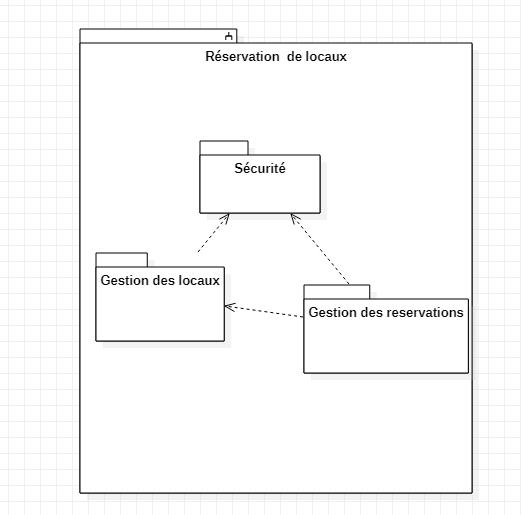 Réservation de locaux
Sécurité
Gestion des locaux
Gestion des reservations